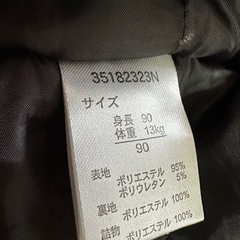 35182323N
サイズ
身長 90
体重 13kg
90
表地 ポリエステル 95%
ポリウレタン 5%
裏地 ポリエステル 100%
詰物 ポリエステル 100%